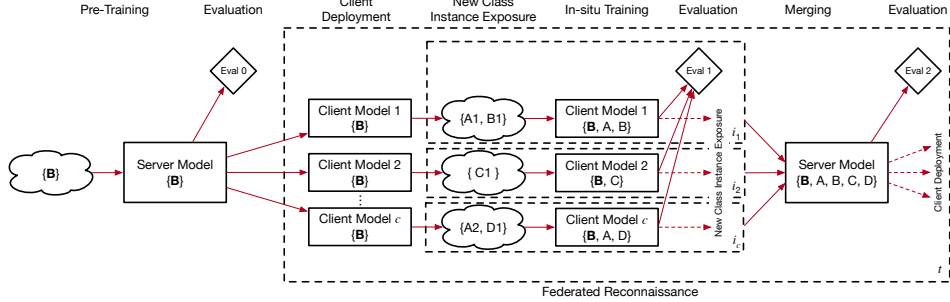 Pre-Training
Evaluation
Client
Deployment
New Class
Instance Exposure
In-situ Training
Evaluation
Merging
Evaluation
Eval 0
Eval 1
Eval 2
{B}
Server Model
{B}
Client Model 1
{B}
{A1, B1}
Client Model 1
{B, A, B}
Client Model 2
{B}
{ C1 }
Client Model 2
{B, C}
Client Model c
{B}
{A2, D1}
Client Model c
{B, A, D}
New Class Instance Exposure
i1
i2
ic
Server Model
{B, A, B, C, D}
Client Deployment
t
Federated Reconnaissance